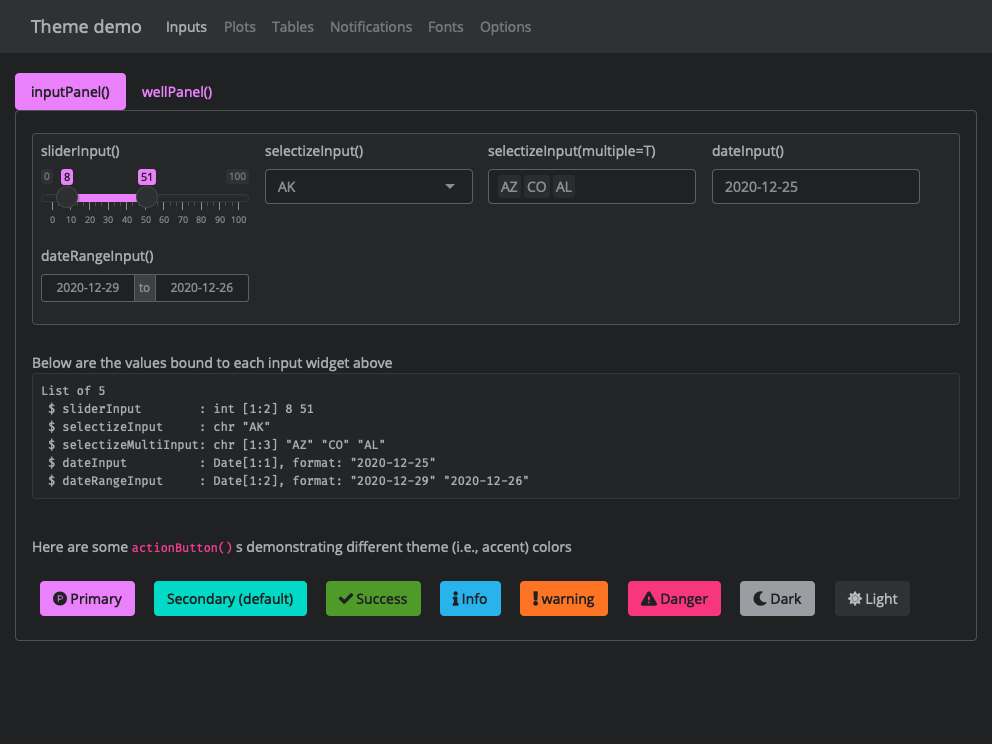 Theme demo Inputs Plots Tables Notifications Fonts Options
inputPanel() wellPanel()
sliderInput() selectizeInput() selectizeInput(multiple=T) dateInput()
0 8 51 100
AK AZ CO AL 2020-12-25
0 10 20 30 40 50 60 70 80 90 100
dateRangeInput()
2020-12-29 to 2020-12-26
Below are the values bound to each input widget above
List of 5
 $ sliderInput        : int [1:2] 8 51
 $ selectizeInput     : chr "AK"
 $ selectizeMultiInput: chr [1:3] "AZ" "CO" "AL"
 $ dateInput          : Date[1:1], format: "2020-12-25"
 $ dateRangeInput     : Date[1:2], format: "2020-12-29" "2020-12-26"
Here are some actionButton() s demonstrating different theme (i.e., accent) colors
P Primary Secondary (default) Success Info warning Danger Dark Light